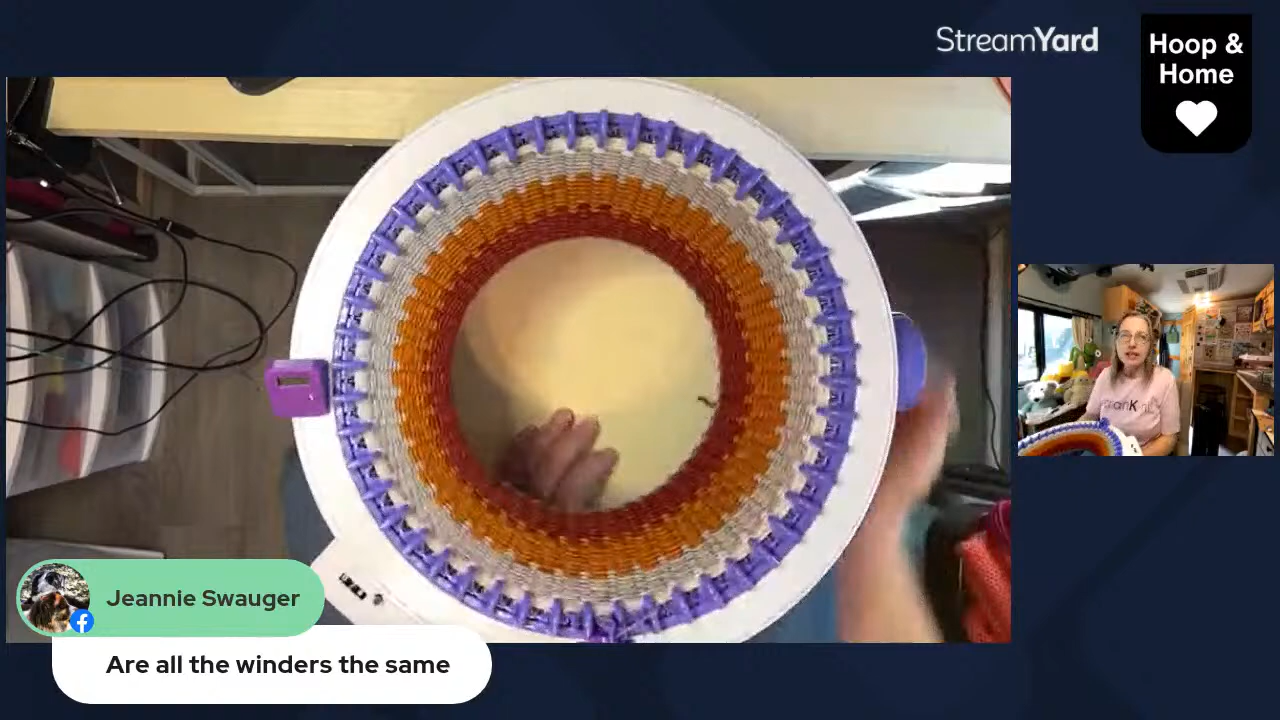 StreamYard
Hoop &
Home
Jeannie Swauger
Are all the winders the same